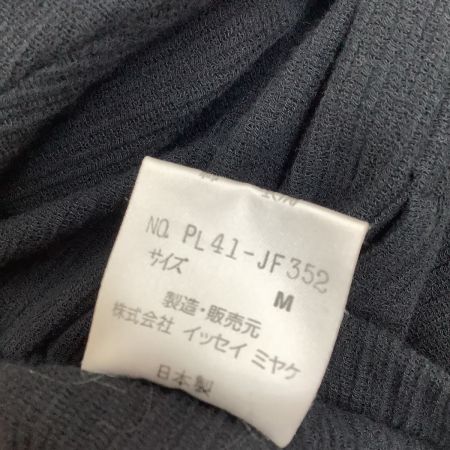 NO. PL41-JF352
サイズ M
製造・販売元
株式会社 イッセイ ミヤケ
日本製